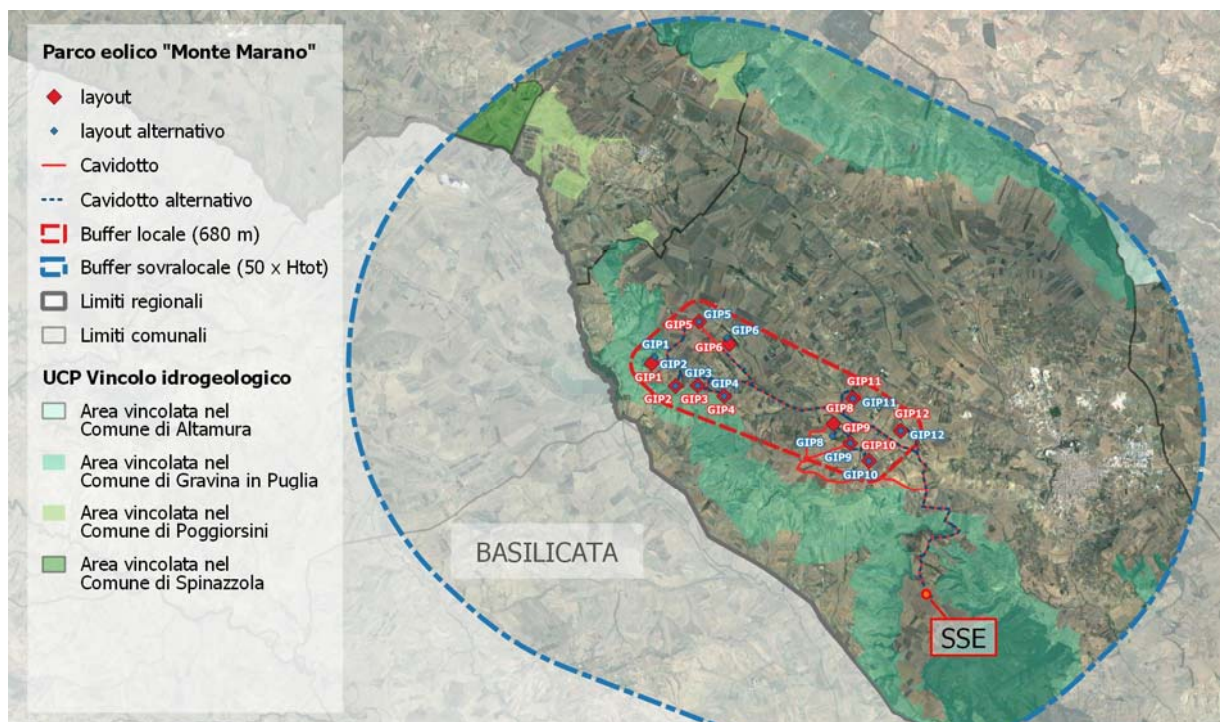 Parco eolico "Monte Marano"
layout
layout alternativo
Cavidotto
Cavidotto alternativo
Buffer locale (680 m)
Buffer sovralocale (50 x Htot)
Limiti regionali
Limiti comunali
UCP Vincolo idrogeologico
Area vincolata nel
Comune di Altamura
Area vincolata nel
Comune di Gravina in Puglia
Area vincolata nel
Comune di Poggiorsini
Area vincolata nel
Comune di Spinazzola
GIP5
GIP5
GIP6
GIP6
GIP1
GIP2
GIP1
GIP3
GIP4
GIP2
GIP3
GIP4
GIP11
GIP11
GIP8
GIP12
GIP9
GIP12
GIP8
GIP10
GIP9
GIP10
BASILICATA
SSE